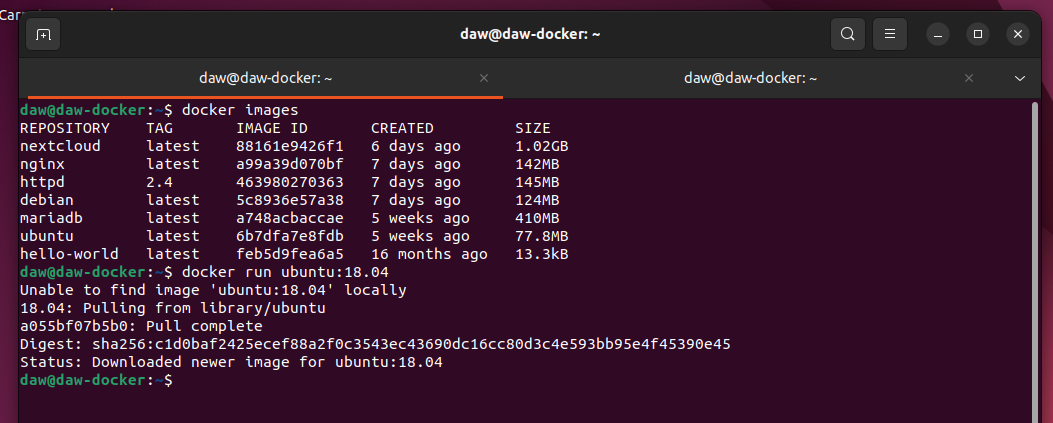 Car
daw@daw-docker: ~
daw@daw-docker: ~
daw@daw-docker: ~
daw@daw-docker:~$ docker images
REPOSITORY    TAG       IMAGE ID       CREATED         SIZE
nextcloud     latest    88161e9426f1   6 days ago      1.02GB
nginx         latest    a99a39d070bf   7 days ago      142MB
httpd         2.4       463980270363   7 days ago      145MB
debian        latest    5c8936e57a38   7 days ago      124MB
mariadb       latest    a748acbaccae   5 weeks ago     410MB
ubuntu        latest    6b7dfa7e8fdb   5 weeks ago     77.8MB
hello-world   latest    feb5d9fea6a5   16 months ago   13.3kB
daw@daw-docker:~$ docker run ubuntu:18.04
Unable to find image 'ubuntu:18.04' locally
18.04: Pulling from library/ubuntu
a055bf07b5b0: Pull complete
Digest: sha256:c1d0baf2425ecef88a2f0c3543ec43690dc16cc80d3c4e593bb95e4f45390e45
Status: Downloaded newer image for ubuntu:18.04
daw@daw-docker:~$